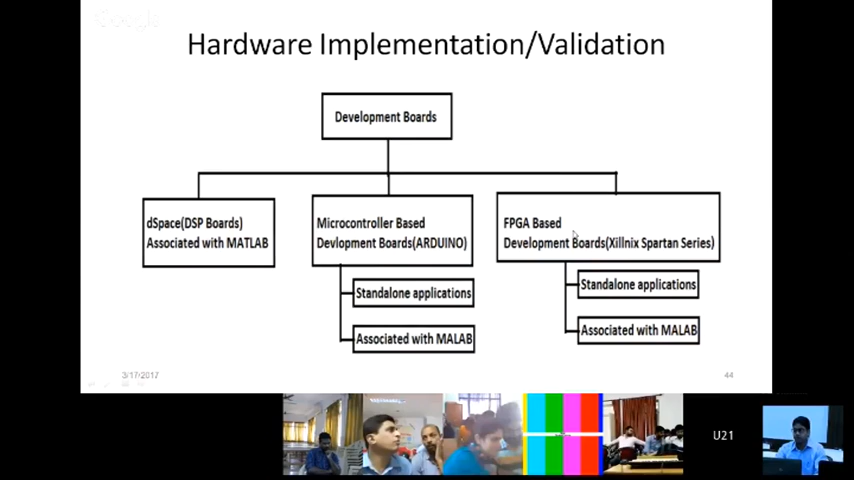 Google
Hardware Implementation/Validation
Development Boards
dSpace(DSP Boards)
Associated with MATLAB
Microcontroller Based
Devlopment Boards(ARDUINO)
FPGA Based
Development Boards(Xillnix Spartan Series)
Standalone applications
Associated with MALAB
Standalone applications
Associated with MALAB
3/17/2017
44
U21